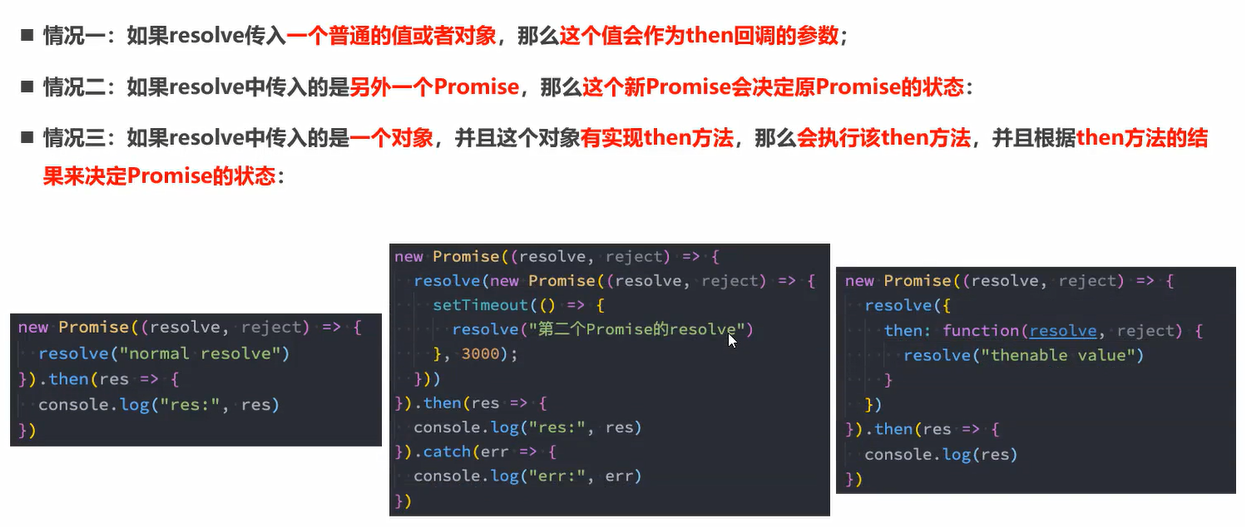 ■ 情况一：如果resolve传入一个普通的值或者对象，那么这个值会作为then回调的参数；
■ 情况二：如果resolve中传入的是另外一个Promise，那么这个新Promise会决定原Promise的状态：
■ 情况三：如果resolve中传入的是一个对象，并且这个对象有实现then方法，那么会执行该then方法，并且根据then方法的结
果来决定Promise的状态：
new Promise((resolve, reject) => {
  resolve("normal resolve")
}).then(res => {
  console.log("res:", res)
})
new Promise((resolve, reject) => {
  resolve(new Promise((resolve, reject) => {
    setTimeout(() => {
      resolve("第二个Promise的resolve")
    }, 3000);
  }))
}).then(res => {
  console.log("res:", res)
}).catch(err => {
  console.log("err:", err)
})
new Promise((resolve, reject) => {
  resolve({
    then: function(resolve, reject) {
      resolve("thenable value")
    }
  })
}).then(res => {
  console.log(res)
})